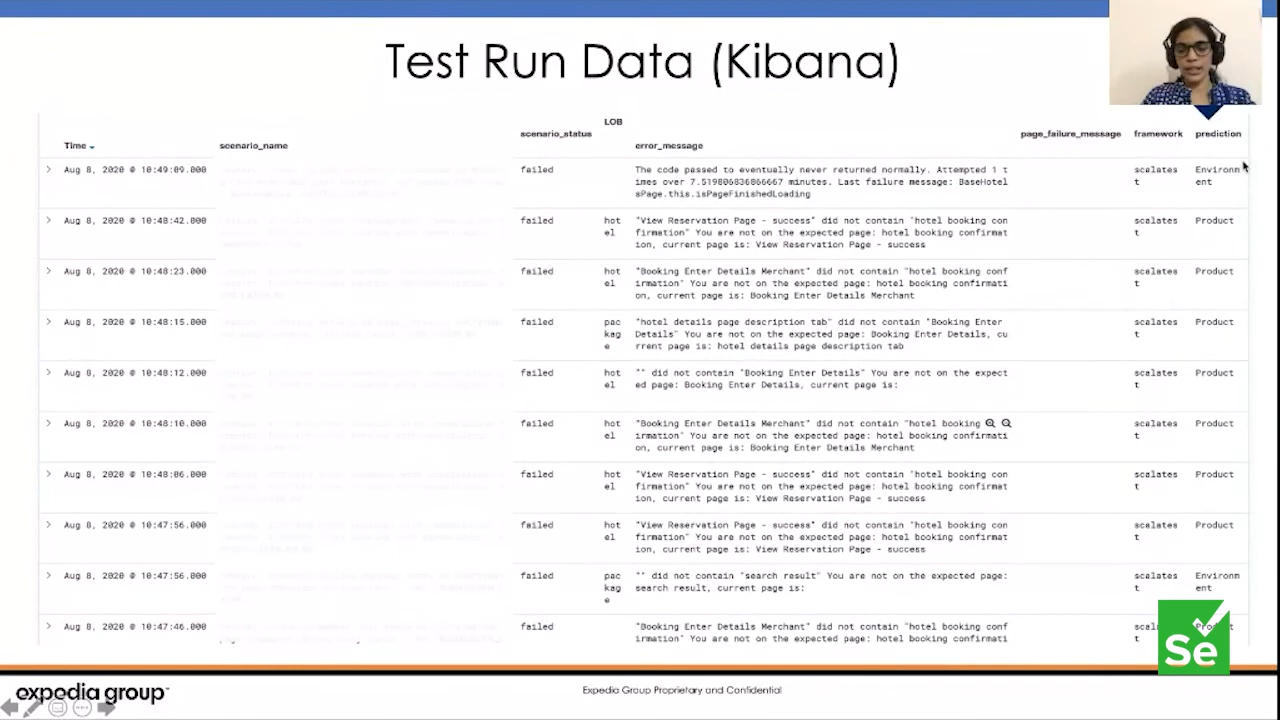 Test Run Data (Kibana)
Time scenario_name scenario_status LOB error_message page_failure_message framework prediction
Aug 8, 2020 @ 10:49:09.000 failed The code passed to eventually never returned normally. Attempted 1 t scalates Environm
imes over 7.519806836866667 minutes. Last failure message: BaseHotel t ent
sPage.this.isPageFinishedLoading
Aug 8, 2020 @ 10:48:42.000 failed hot "View Reservation Page - success" did not contain "hotel booking con scalates Product
el firmation" You are not on the expected page: hotel booking confirmat t
ion, current page is: View Reservation Page - success
Aug 8, 2020 @ 10:48:23.000 failed hot "Booking Enter Details Merchant" did not contain "hotel booking conf scalates Product
el irmation" You are not on the expected page: hotel booking confirmati t
on, current page is: Booking Enter Details Merchant
Aug 8, 2020 @ 10:48:15.000 failed pac "hotel details page description tab" did not contain "Booking Enter scalates Product
kag Details" You are not on the expected page: Booking Enter Details, cu t
e rrent page is: hotel details page description tab
Aug 8, 2020 @ 10:48:12.000 failed hot "" did not contain "Booking Enter Details" You are not on the expect scalates Product
el ed page: Booking Enter Details, current page is: t
Aug 8, 2020 @ 10:48:10.000 failed hot "Booking Enter Details Merchant" did not contain "hotel booking scalates Product
el irmation" You are not on the expected page: hotel booking confirmati t
on, current page is: Booking Enter Details Merchant
Aug 8, 2020 @ 10:48:06.000 failed hot "View Reservation Page - success" did not contain "hotel booking con scalates Product
el firmation" You are not on the expected page: hotel booking confirmat t
ion, current page is: View Reservation Page - success
Aug 8, 2020 @ 10:47:56.000 failed hot "View Reservation Page - success" did not contain "hotel booking con scalates Product
el firmation" You are not on the expected page: hotel booking confirmat t
ion, current page is: View Reservation Page - success
Aug 8, 2020 @ 10:47:56.000 failed pac "" did not contain "search result" You are not on the expected page: scalates Environm
kag search result, current page is: t ent
e
Aug 8, 2020 @ 10:47:46.000 failed hot "Booking Enter Details Merchant" did not contain "hotel booking conf
el irmation" You are not on the expected page: hotel booking confirmati t
Se
expedia group™
Expedia Group Proprietary and Confidential